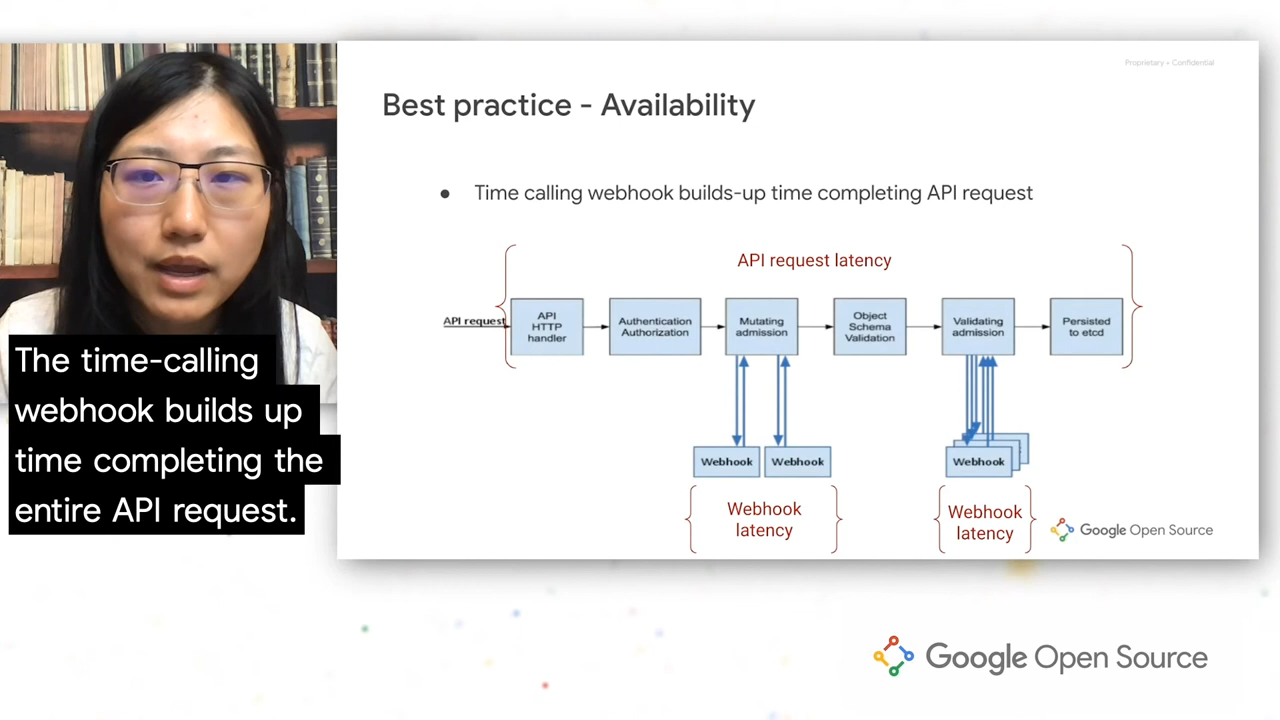 Proprietary + Confidential
Best practice - Availability
● Time calling webhook builds-up time completing API request
API request latency
API request
API
HTTP
handler
Authentication
Authorization
Mutating
admission
Object
Schema
Validation
Validating
admission
Persisted
to etcd
Webhook
Webhook
Webhook
Webhook
latency
Webhook
latency
Google Open Source
The time-calling
webhook builds up
time completing the
entire API request.
Google Open Source